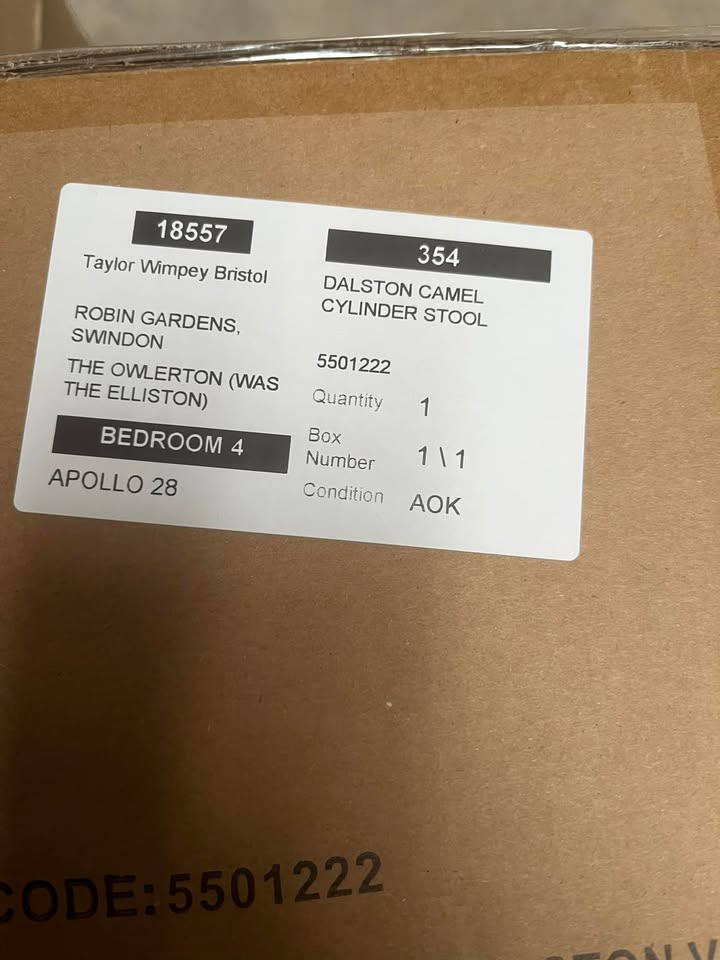 18557
Taylor Wimpey Bristol
ROBIN GARDENS,
SWINDON
THE OWLERTON (WAS
THE ELLISTON)
BEDROOM 4
APOLLO 28
354
DALSTON CAMEL
CYLINDER STOOL
5501222
Quantity 1
Box
Number 1 \ 1
Condition AOK
CODE:5501222